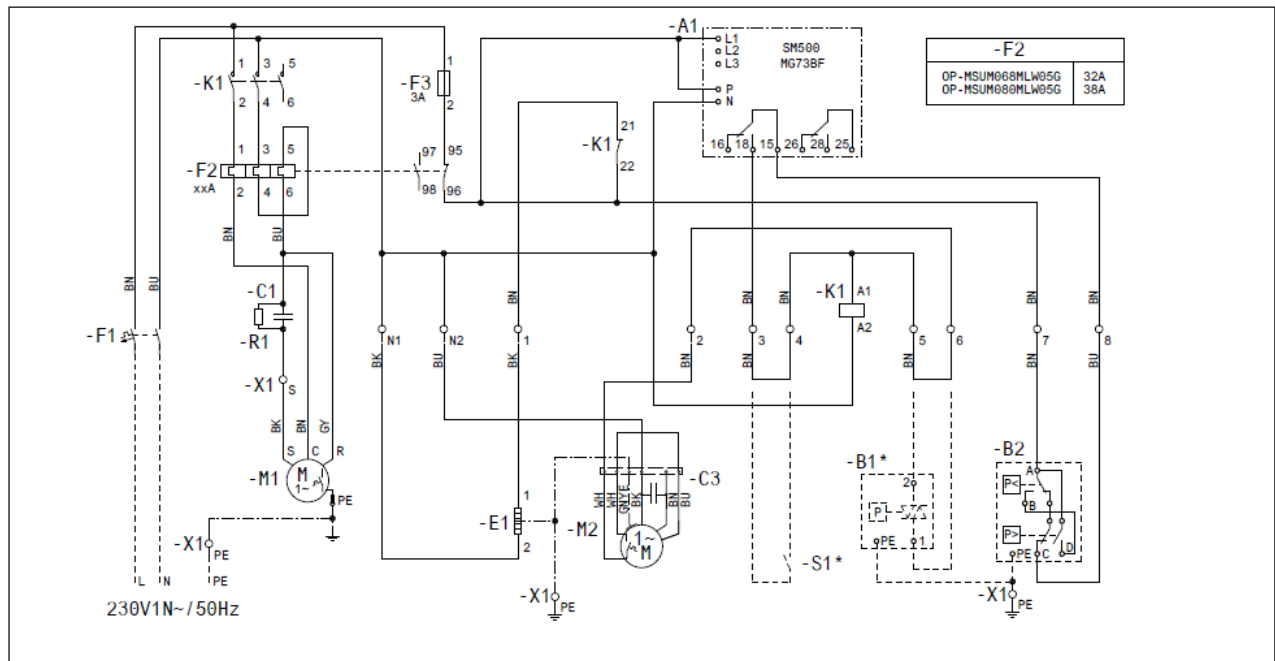 -A1
L1
L2
L3
P
N
SM500
MG73BF
16 18 15 26 28 25
-F2
OP-MSUM068MLW05G 32A
OP-MSUM080MLW05G 38A
-K1
1 3 5
2 4 6
-F3
3A
1
2
-K1
21
22
-F2
xxA
1 3 5
2 4 6
97 95
98 96
BN
BU
BN
BU
-F1
-C1
-R1
-X1 S
BK
BN
GY
S C R
-M1
M
1~
PE
-X1
PE
L N PE
230V1N~/50Hz
N1
BK
N2
BU
BN
1
BK
2
BN
BN
3
BN
4
-K1
A1
A2
5
BN
6
BN
7
BN
BN
8
BU
1
-E1
2
-C3
WH
WH
GNYE
BK
BN
BU
-M2
1~
M
-X1
PE
-S1*
-B1*
2
P
PE
1
-B2
A
P<
B
P>
PE
C
D
-X1
PE